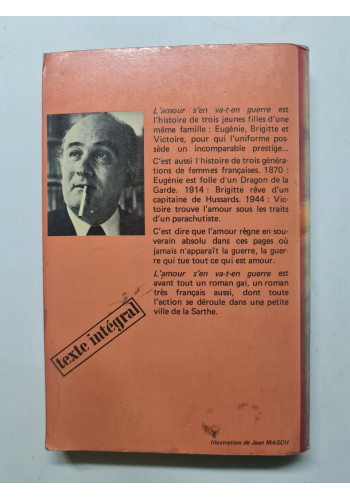 L'amour s'en va-t-en guerre est
l'histoire de trois jeunes filles d'une
même famille : Eugénie, Brigitte et
Victoire, pour qui l'uniforme pos-
sède un incomparable prestige...
C'est aussi l'histoire de trois généra-
tions de femmes françaises. 1870 :
Eugénie est folle d'un Dragon de la
Garde. 1914 : Brigitte rêve d'un
capitaine de Hussards. 1944 : Vic-
toire trouve l'amour sous les traits
d'un parachutiste.
C'est dire que l'amour règne en sou-
verain absolu dans ces pages où
jamais n'apparaît la guerre, la guer-
re qui tue tout ce qui est amour.
L'amour s'en va-t-en guerre est
avant tout un roman gai, un roman
très français aussi, dont toute
l'action se déroule dans une petite
ville de la Sarthe.
texte intégral
Illustration de Jean MASCII